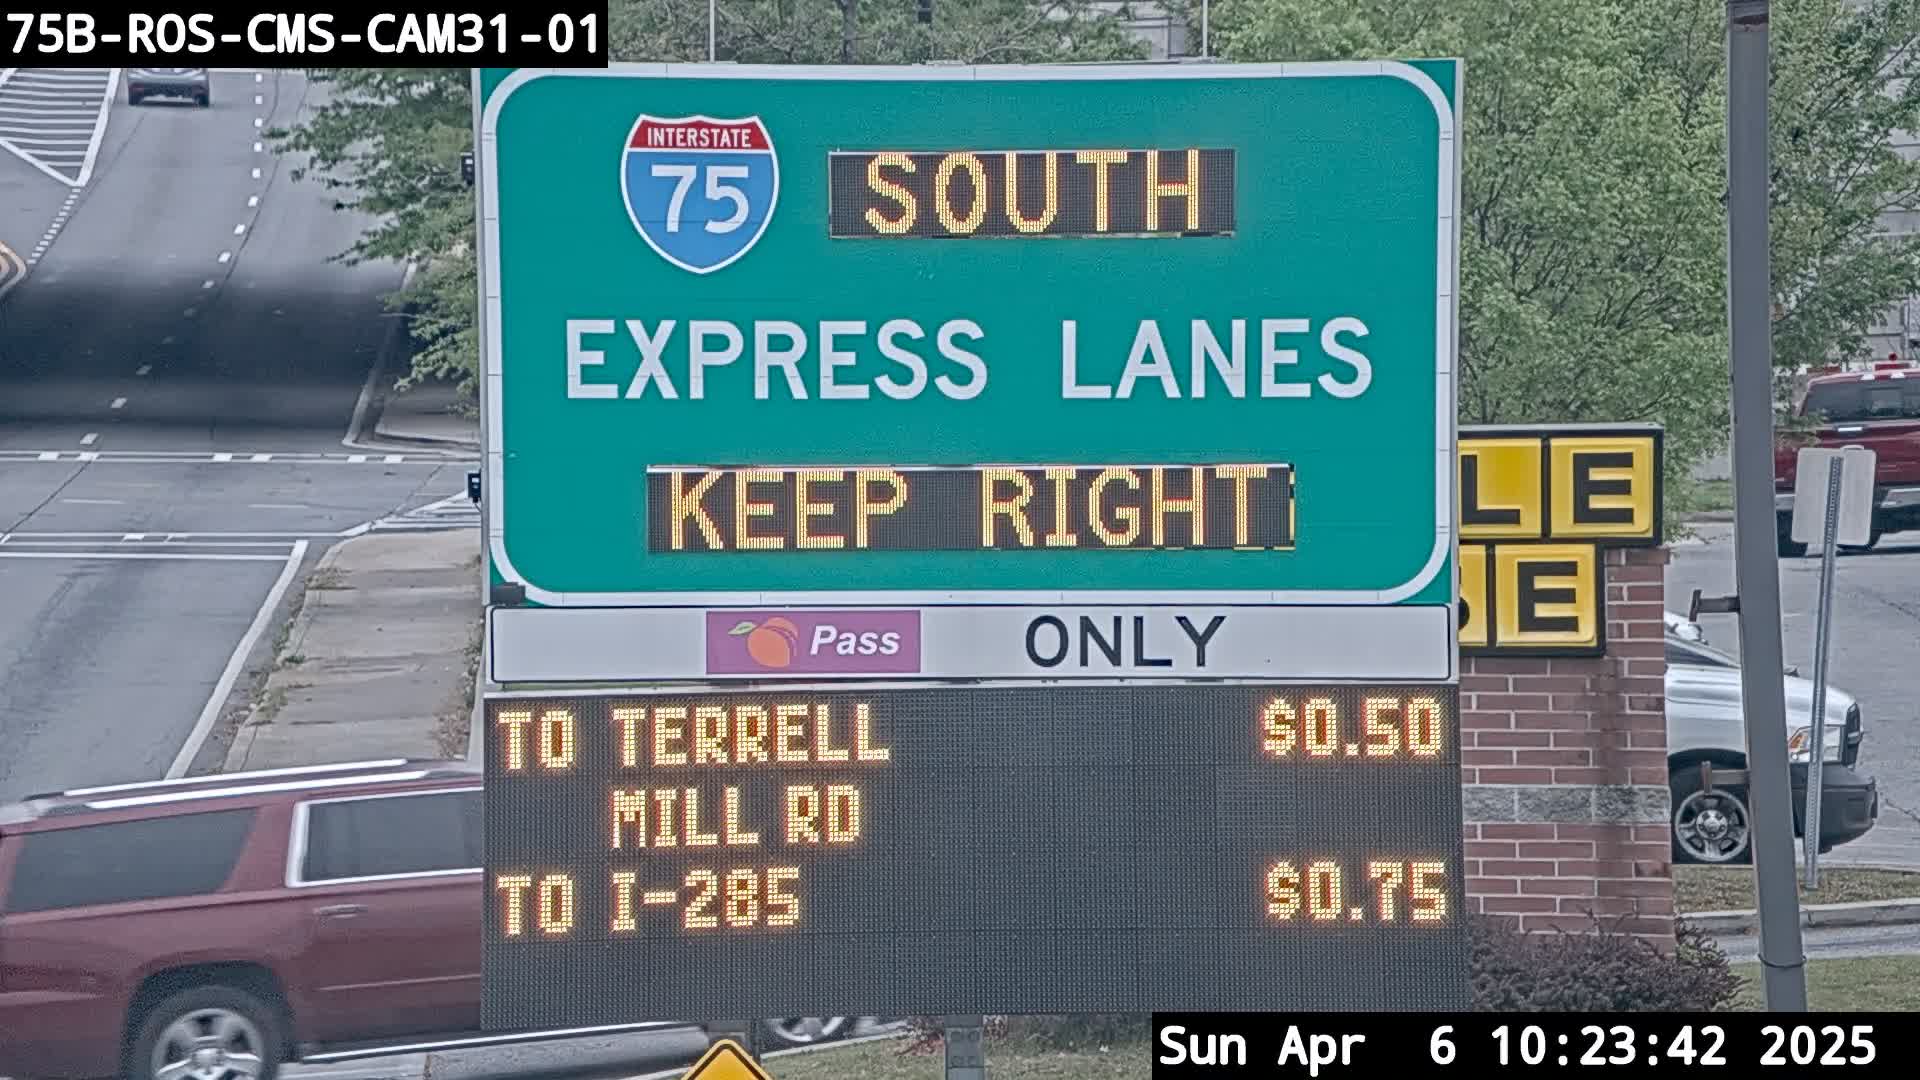 75B-ROS-CMS-CAM31-01
INTERSTATE
75
SOUTH
EXPRESS LANES
KEEP RIGHT
Pass ONLY
TO TERRELL $0.50
MILL RD
TO I-285 $0.75
LE
E
Sun Apr 6 10:23:42 2025